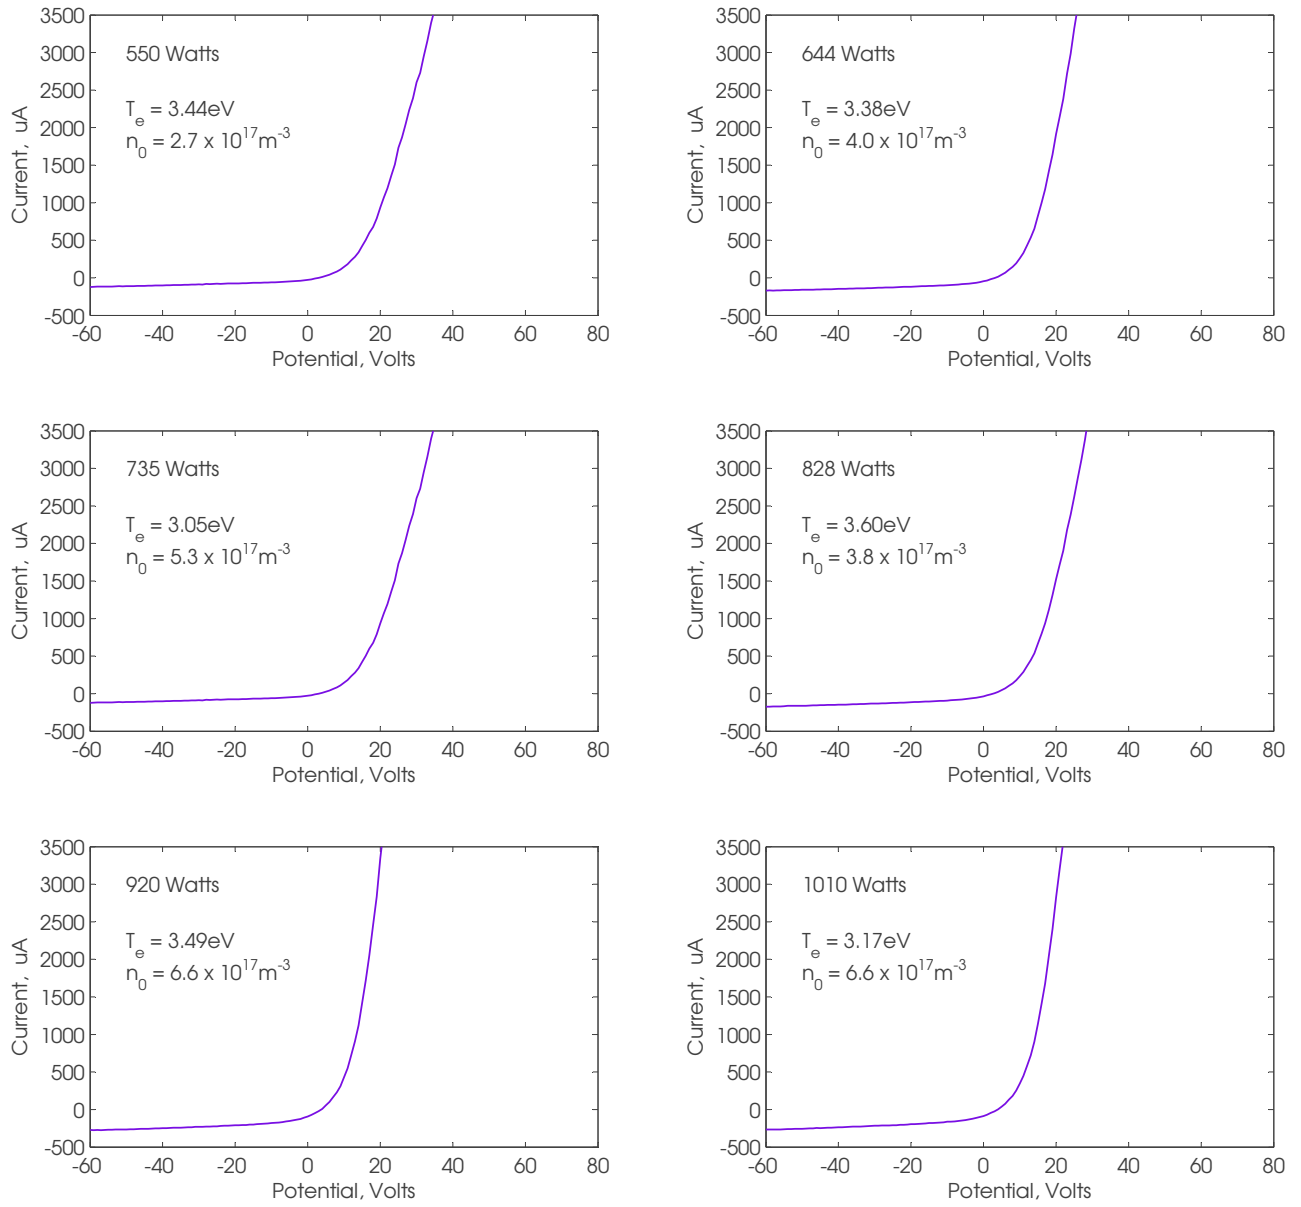 3500
3000
2500
2000
1500
1000
500
0
-500
-60 -40 -20 0 20 40 60 80
Current, uA
Potential, Volts
550 Watts
T_e = 3.44eV
n_0 = 2.7 x 10^17 m^-3
3500
3000
2500
2000
1500
1000
500
0
-500
-60 -40 -20 0 20 40 60 80
Current, uA
Potential, Volts
644 Watts
T_e = 3.38eV
n_0 = 4.0 x 10^17 m^-3
3500
3000
2500
2000
1500
1000
500
0
-500
-60 -40 -20 0 20 40 60 80
Current, uA
Potential, Volts
735 Watts
T_e = 3.05eV
n_0 = 5.3 x 10^17 m^-3
3500
3000
2500
2000
1500
1000
500
0
-500
-60 -40 -20 0 20 40 60 80
Current, uA
Potential, Volts
828 Watts
T_e = 3.60eV
n_0 = 3.8 x 10^17 m^-3
3500
3000
2500
2000
1500
1000
500
0
-500
-60 -40 -20 0 20 40 60 80
Current, uA
Potential, Volts
920 Watts
T_e = 3.49eV
n_0 = 6.6 x 10^17 m^-3
3500
3000
2500
2000
1500
1000
500
0
-500
-60 -40 -20 0 20 40 60 80
Current, uA
Potential, Volts
1010 Watts
T_e = 3.17eV
n_0 = 6.6 x 10^17 m^-3